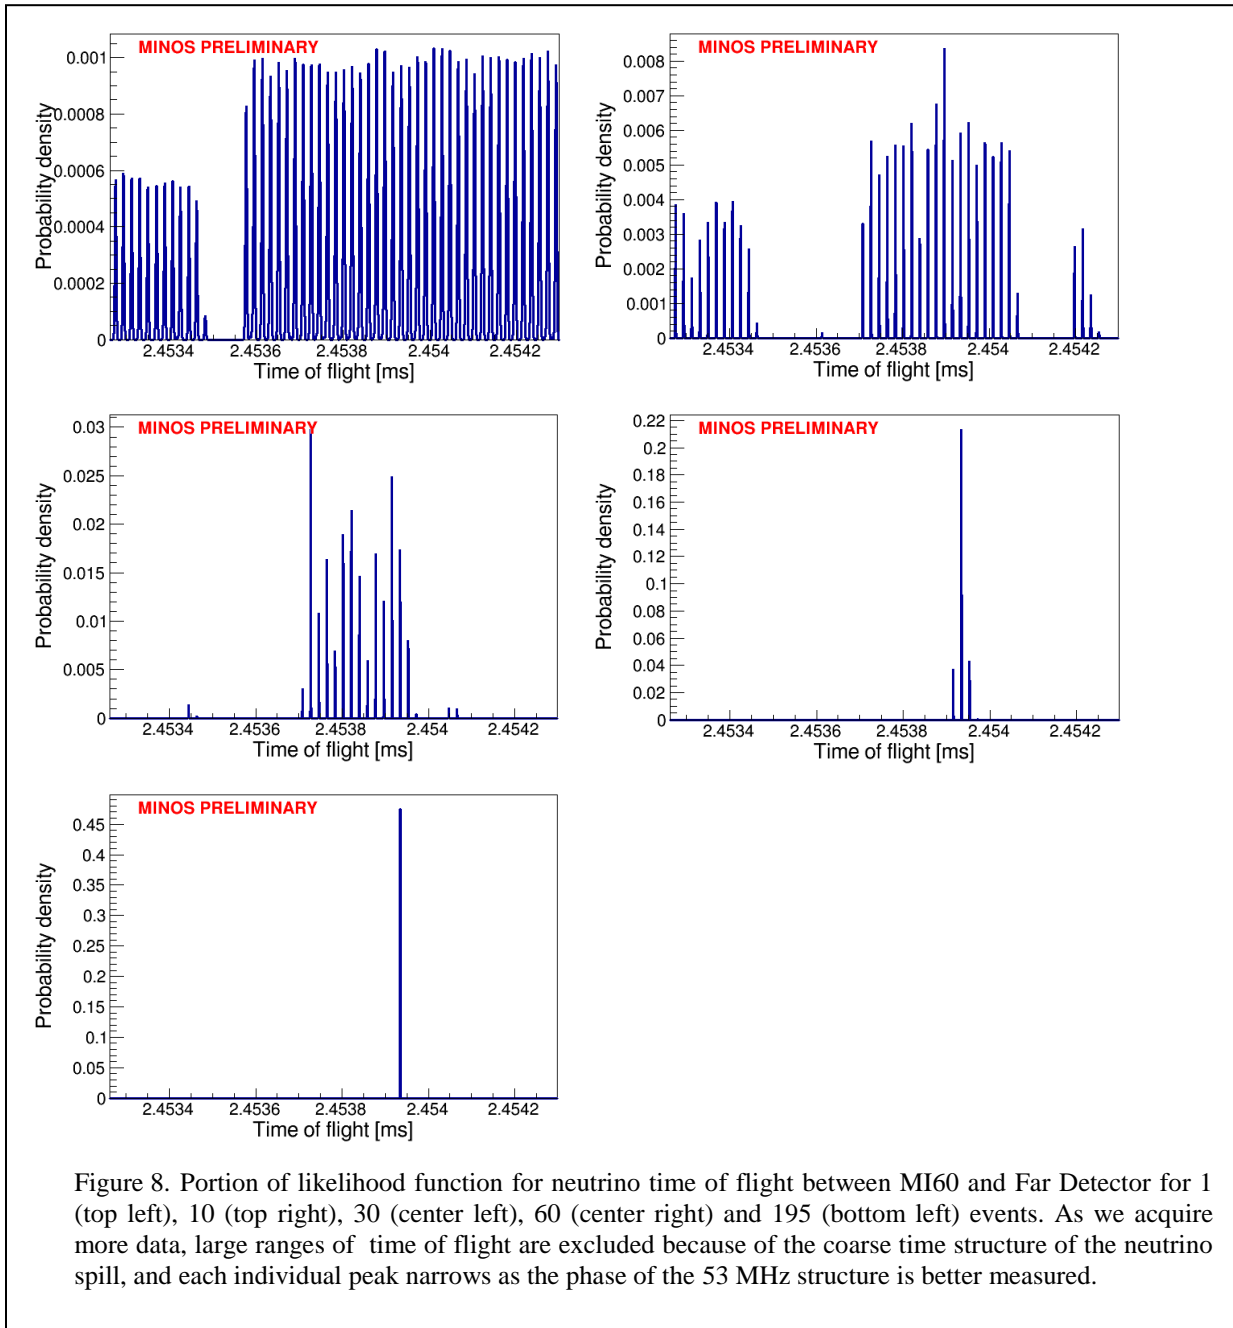 MINOS PRELIMINARY
0.001
0.0008
0.0006
0.0004
0.0002
0
Probability density
2.4534 2.4536 2.4538 2.454 2.4542
Time of flight [ms]
MINOS PRELIMINARY
0.008
0.007
0.006
0.005
0.004
0.003
0.002
0.001
0
Probability density
2.4534 2.4536 2.4538 2.454 2.4542
Time of flight [ms]
MINOS PRELIMINARY
0.03
0.025
0.02
0.015
0.01
0.005
0
Probability density
2.4534 2.4536 2.4538 2.454 2.4542
Time of flight [ms]
MINOS PRELIMINARY
0.22
0.2
0.18
0.16
0.14
0.12
0.1
0.08
0.06
0.04
0.02
0
Probability density
2.4534 2.4536 2.4538 2.454 2.4542
Time of flight [ms]
MINOS PRELIMINARY
0.45
0.4
0.35
0.3
0.25
0.2
0.15
0.1
0.05
0
Probability density
2.4534 2.4536 2.4538 2.454 2.4542
Time of flight [ms]
Figure 8. Portion of likelihood function for neutrino time of flight between MI60 and Far Detector for 1
(top left), 10 (top right), 30 (center left), 60 (center right) and 195 (bottom left) events. As we acquire
more data, large ranges of time of flight are excluded because of the coarse time structure of the neutrino
spill, and each individual peak narrows as the phase of the 53 MHz structure is better measured.